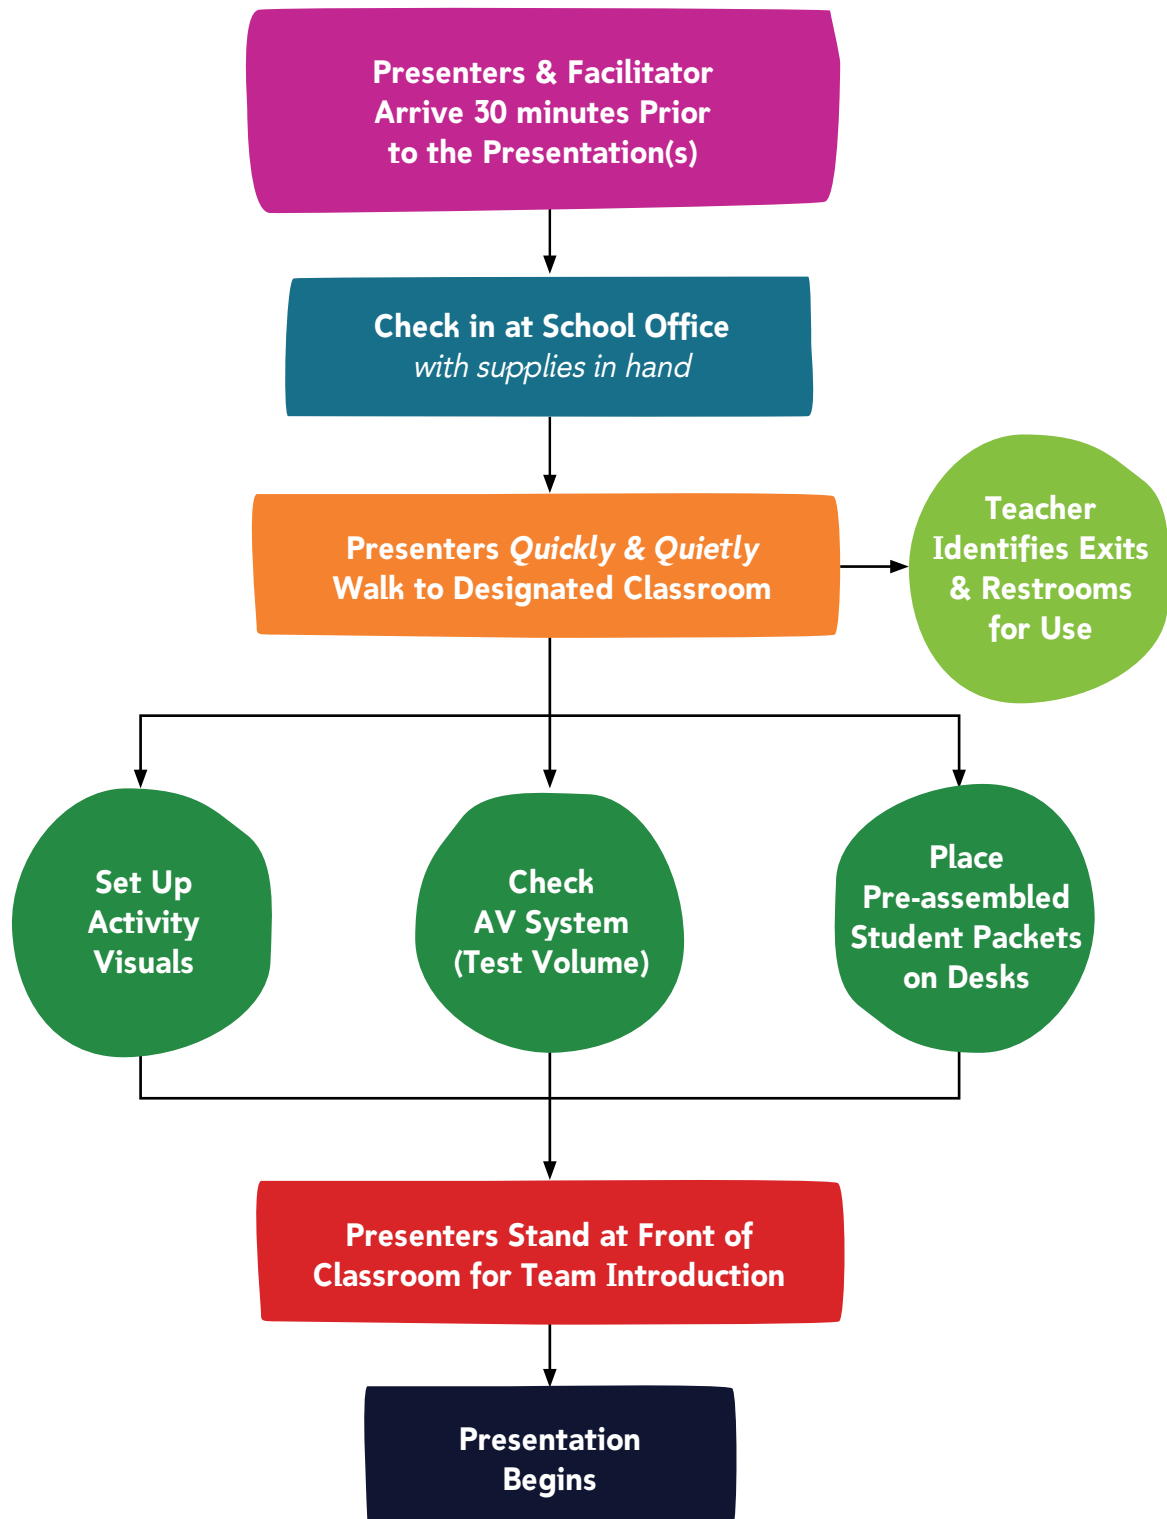 Presenters & Facilitator
Arrive 30 minutes Prior
to the Presentation(s)
Check in at School Office
with supplies in hand
Presenters Quickly & Quietly
Walk to Designated Classroom
Teacher
Identifies Exits
& Restrooms
for Use
Set Up
Activity
Visuals
Check
AV System
(Test Volume)
Place
Pre-assembled
Student Packets
on Desks
Presenters Stand at Front of
Classroom for Team Introduction
Presentation
Begins